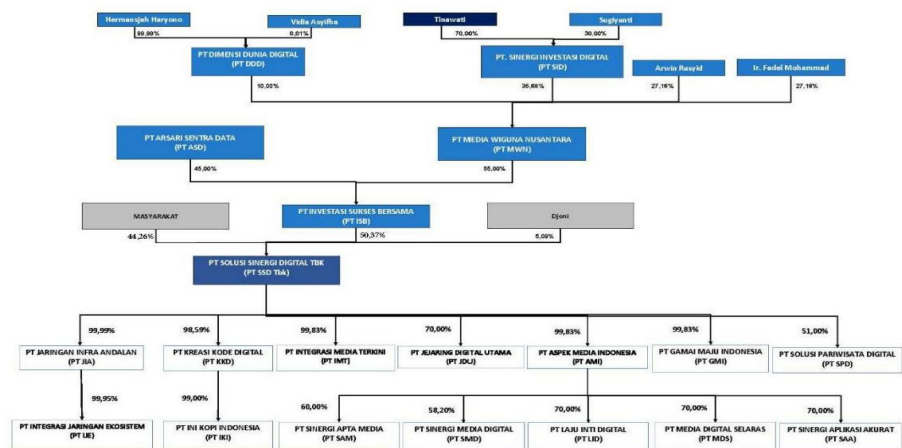 Hermansjah Haryono
Vidia Asyifha
Tinawati
Sugiyanti
99,99%
0,01%
70,00%
30,00%
PT DIMENSI DUNIA DIGITAL
(PT DDD)
PT. SINERGI INVESTASI DIGITAL
(PT SID)
Arwin Rasyid
Ir. Fadel Mohammad
10,00%
35,68%
27,16%
27,16%
PT ARSARI SENTRA DATA
(PT ASD)
PT MEDIA WIGUNA NUSANTARA
(PT MWN)
45,00%
55,00%
MASYARAKAT
PT INVESTASI SUKSES BERSAMA
(PT ISB)
Djoni
44,26%
50,37%
5,09%
PT SOLUSI SINERGI DIGITAL TBK
(PT SSD Tbk)
99,99%
98,59%
99,83%
70,00%
99,83%
99,83%
51,00%
PT JARINGAN INFRA ANDALAN
(PT JIA)
PT KREASI KODE DIGITAL
(PT KKD)
PT INTEGRASI MEDIA TERKINI
(PT IMT)
PT JEJARING DIGITAL UTAMA
(PT JDU)
PT ASPEK MEDIA INDONESIA
(PT AMI)
PT GAMAI MAJU INDONESIA
(PT GMI)
PT SOLUSI PARIWISATA DIGITAL
(PT SPD)
99,95%
99,00%
60,00%
58,20%
70,00%
70,00%
70,00%
PT INTEGRASI JARINGAN EKOSISTEM
(PT IJE)
PT INI KOPI INDONESIA
(PT IKI)
PT SINERGI APTA MEDIA
(PT SAM)
PT SINERGI MEDIA DIGITAL
(PT SMD)
PT LAJU INTI DIGITAL
(PT LID)
PT MEDIA DIGITAL SELARAS
(PT MDS)
PT SINERGI APLIKASI AKURAT
(PT SAA)